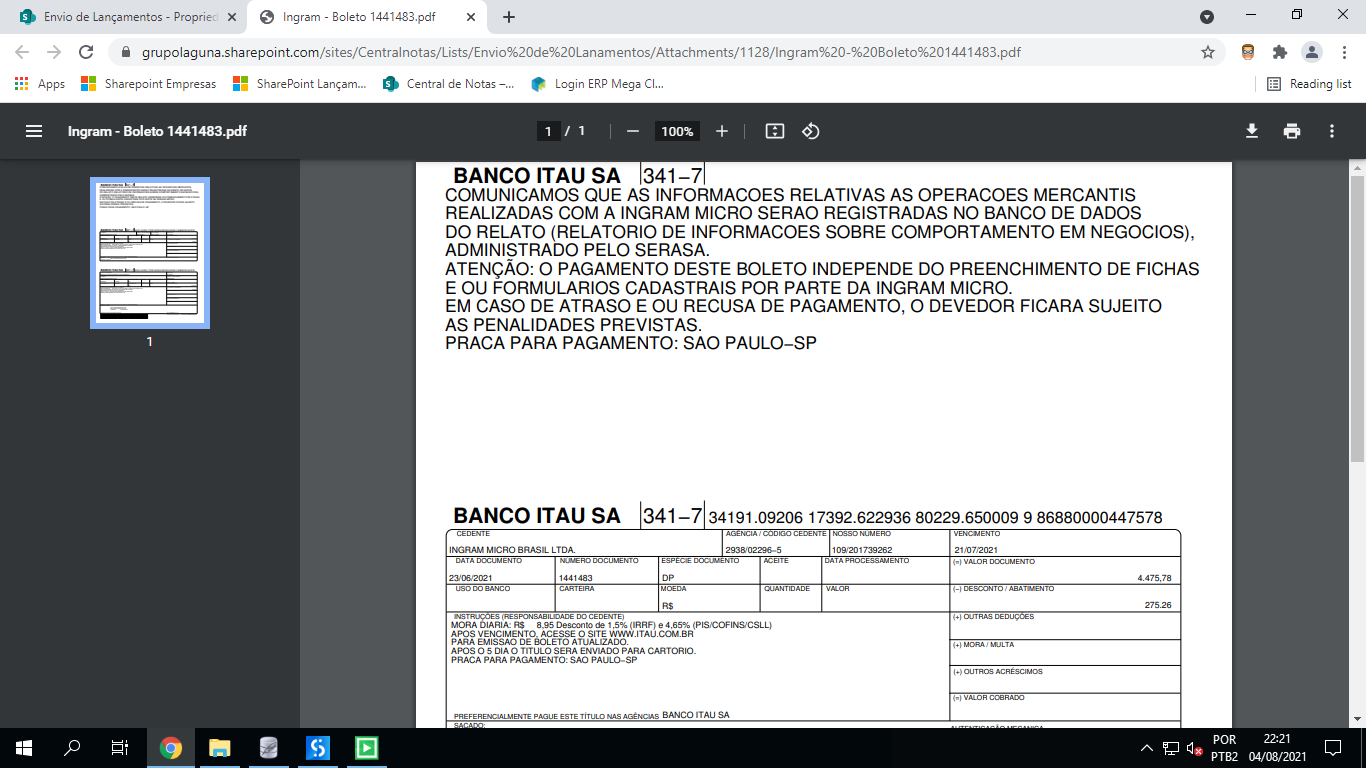 Envio de Lançamentos - Propried
Ingram - Boleto 1441483.pdf
grupolaguna.sharepoint.com/sites/Centralnotas/Lists/Envio%20de%20Lanamentos/Attachments/1128/Ingram%20-%20Boleto%201441483.pdf
Apps
Sharepoint Empresas
SharePoint Lançam...
Central de Notas –...
Login ERP Mega Cl...
Reading list
Ingram - Boleto 1441483.pdf
1 / 1
100%
1
BANCO ITAU SA 341–7
COMUNICAMOS QUE AS INFORMACOES RELATIVAS AS OPERACOES MERCANTIS
REALIZADAS COM A INGRAM MICRO SERAO REGISTRADAS NO BANCO DE DADOS
DO RELATO (RELATORIO DE INFORMACOES SOBRE COMPORTAMENTO EM NEGOCIOS),
ADMINISTRADO PELO SERASA.
ATENÇÃO: O PAGAMENTO DESTE BOLETO INDEPENDE DO PREENCHIMENTO DE FICHAS
E OU FORMULARIOS CADASTRAIS POR PARTE DA INGRAM MICRO.
EM CASO DE ATRASO E OU RECUSA DE PAGAMENTO, O DEVEDOR FICARA SUJEITO
AS PENALIDADES PREVISTAS.
PRACA PARA PAGAMENTO: SAO PAULO–SP
BANCO ITAU SA 341–7 34191.09206 17392.622936 80229.650009 9 86880000447578
CEDENTE AGÊNCIA / CÓDIGO CEDENTE NOSSO NÚMERO VENCIMENTO
INGRAM MICRO BRASIL LTDA. 2938/02296–5 109/201739262 21/07/2021
DATA DOCUMENTO NÚMERO DOCUMENTO ESPÉCIE DOCUMENTO ACEITE DATA PROCESSAMENTO (=) VALOR DOCUMENTO
23/06/2021 1441483 DP 4.475,78
USO DO BANCO CARTEIRA MOEDA QUANTIDADE VALOR (–) DESCONTO / ABATIMENTO
R$ 275.26
INSTRUÇÕES (RESPONSABILIDADE DO CEDENTE) (+) OUTRAS DEDUÇÕES
MORA DIARIA: R$ 8,95 Desconto de 1,5% (IRRF) e 4,65% (PIS/COFINS/CSLL)
APOS VENCIMENTO, ACESSE O SITE WWW.ITAU.COM.BR
PARA EMISSAO DE BOLETO ATUALIZADO.
(+) MORA / MULTA
APOS O 5 DIA O TITULO SERA ENVIADO PARA CARTORIO.
PRACA PARA PAGAMENTO: SAO PAULO–SP
(+) OUTROS ACRÉSCIMOS
(=) VALOR COBRADO
PREFERENCIALMENTE PAGUE ESTE TÍTULO NAS AGÊNCIAS BANCO ITAU SA
SACADO: AUTENTICAÇÃO MECANICA
POR
PTB2
22:21
04/08/2021